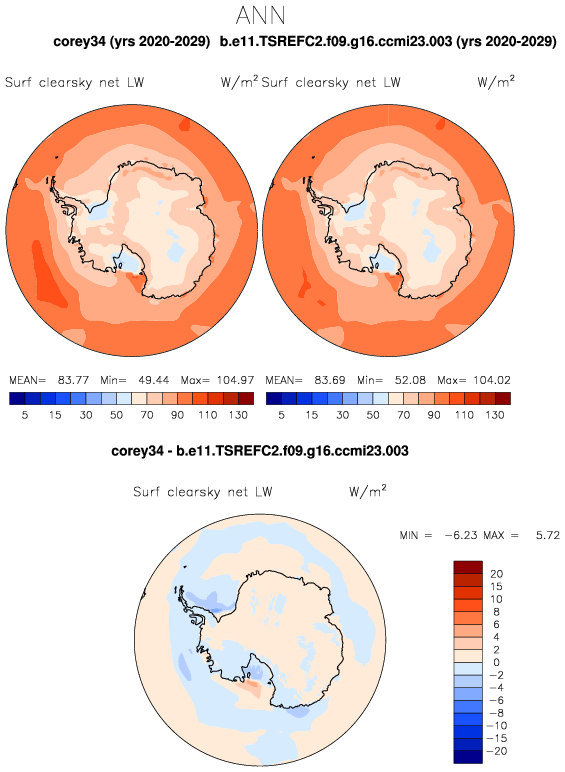 ANN
corey34 (yrs 2020-2029) b.e11.TSREFC2.f09.g16.ccmi23.003 (yrs 2020-2029)
Surf clearsky net LW W/m² Surf clearsky net LW W/m²
MEAN= 83.77 Min= 49.44 Max= 104.97 MEAN= 83.69 Min= 52.08 Max= 104.02
5 15 30 50 70 90 110 130 5 15 30 50 70 90 110 130
corey34 - b.e11.TSREFC2.f09.g16.ccmi23.003
Surf clearsky net LW W/m²
MIN = -6.23 MAX = 5.72
20
15
10
8
6
4
2
0
-2
-4
-6
-8
-10
-15
-20